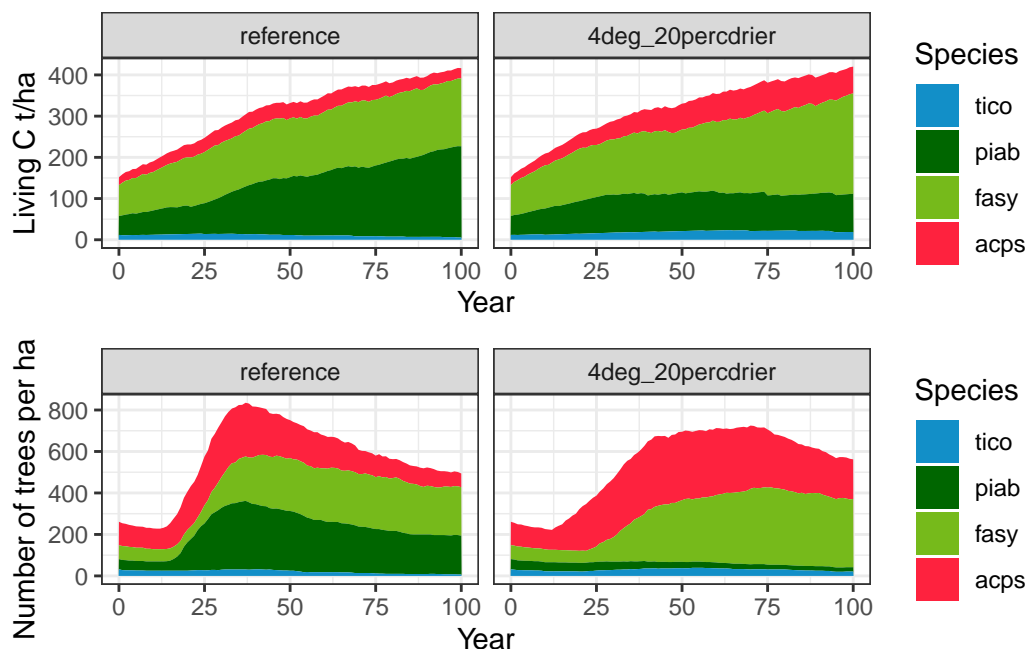 reference 4deg_20percdrier
Living C t/ha
400
300
200
100
0
0 25 50 75 100 0 25 50 75 100
Year
Species
tico
piab
fasy
acps
reference 4deg_20percdrier
Number of trees per ha
800
600
400
200
0
0 25 50 75 100 0 25 50 75 100
Year
Species
tico
piab
fasy
acps